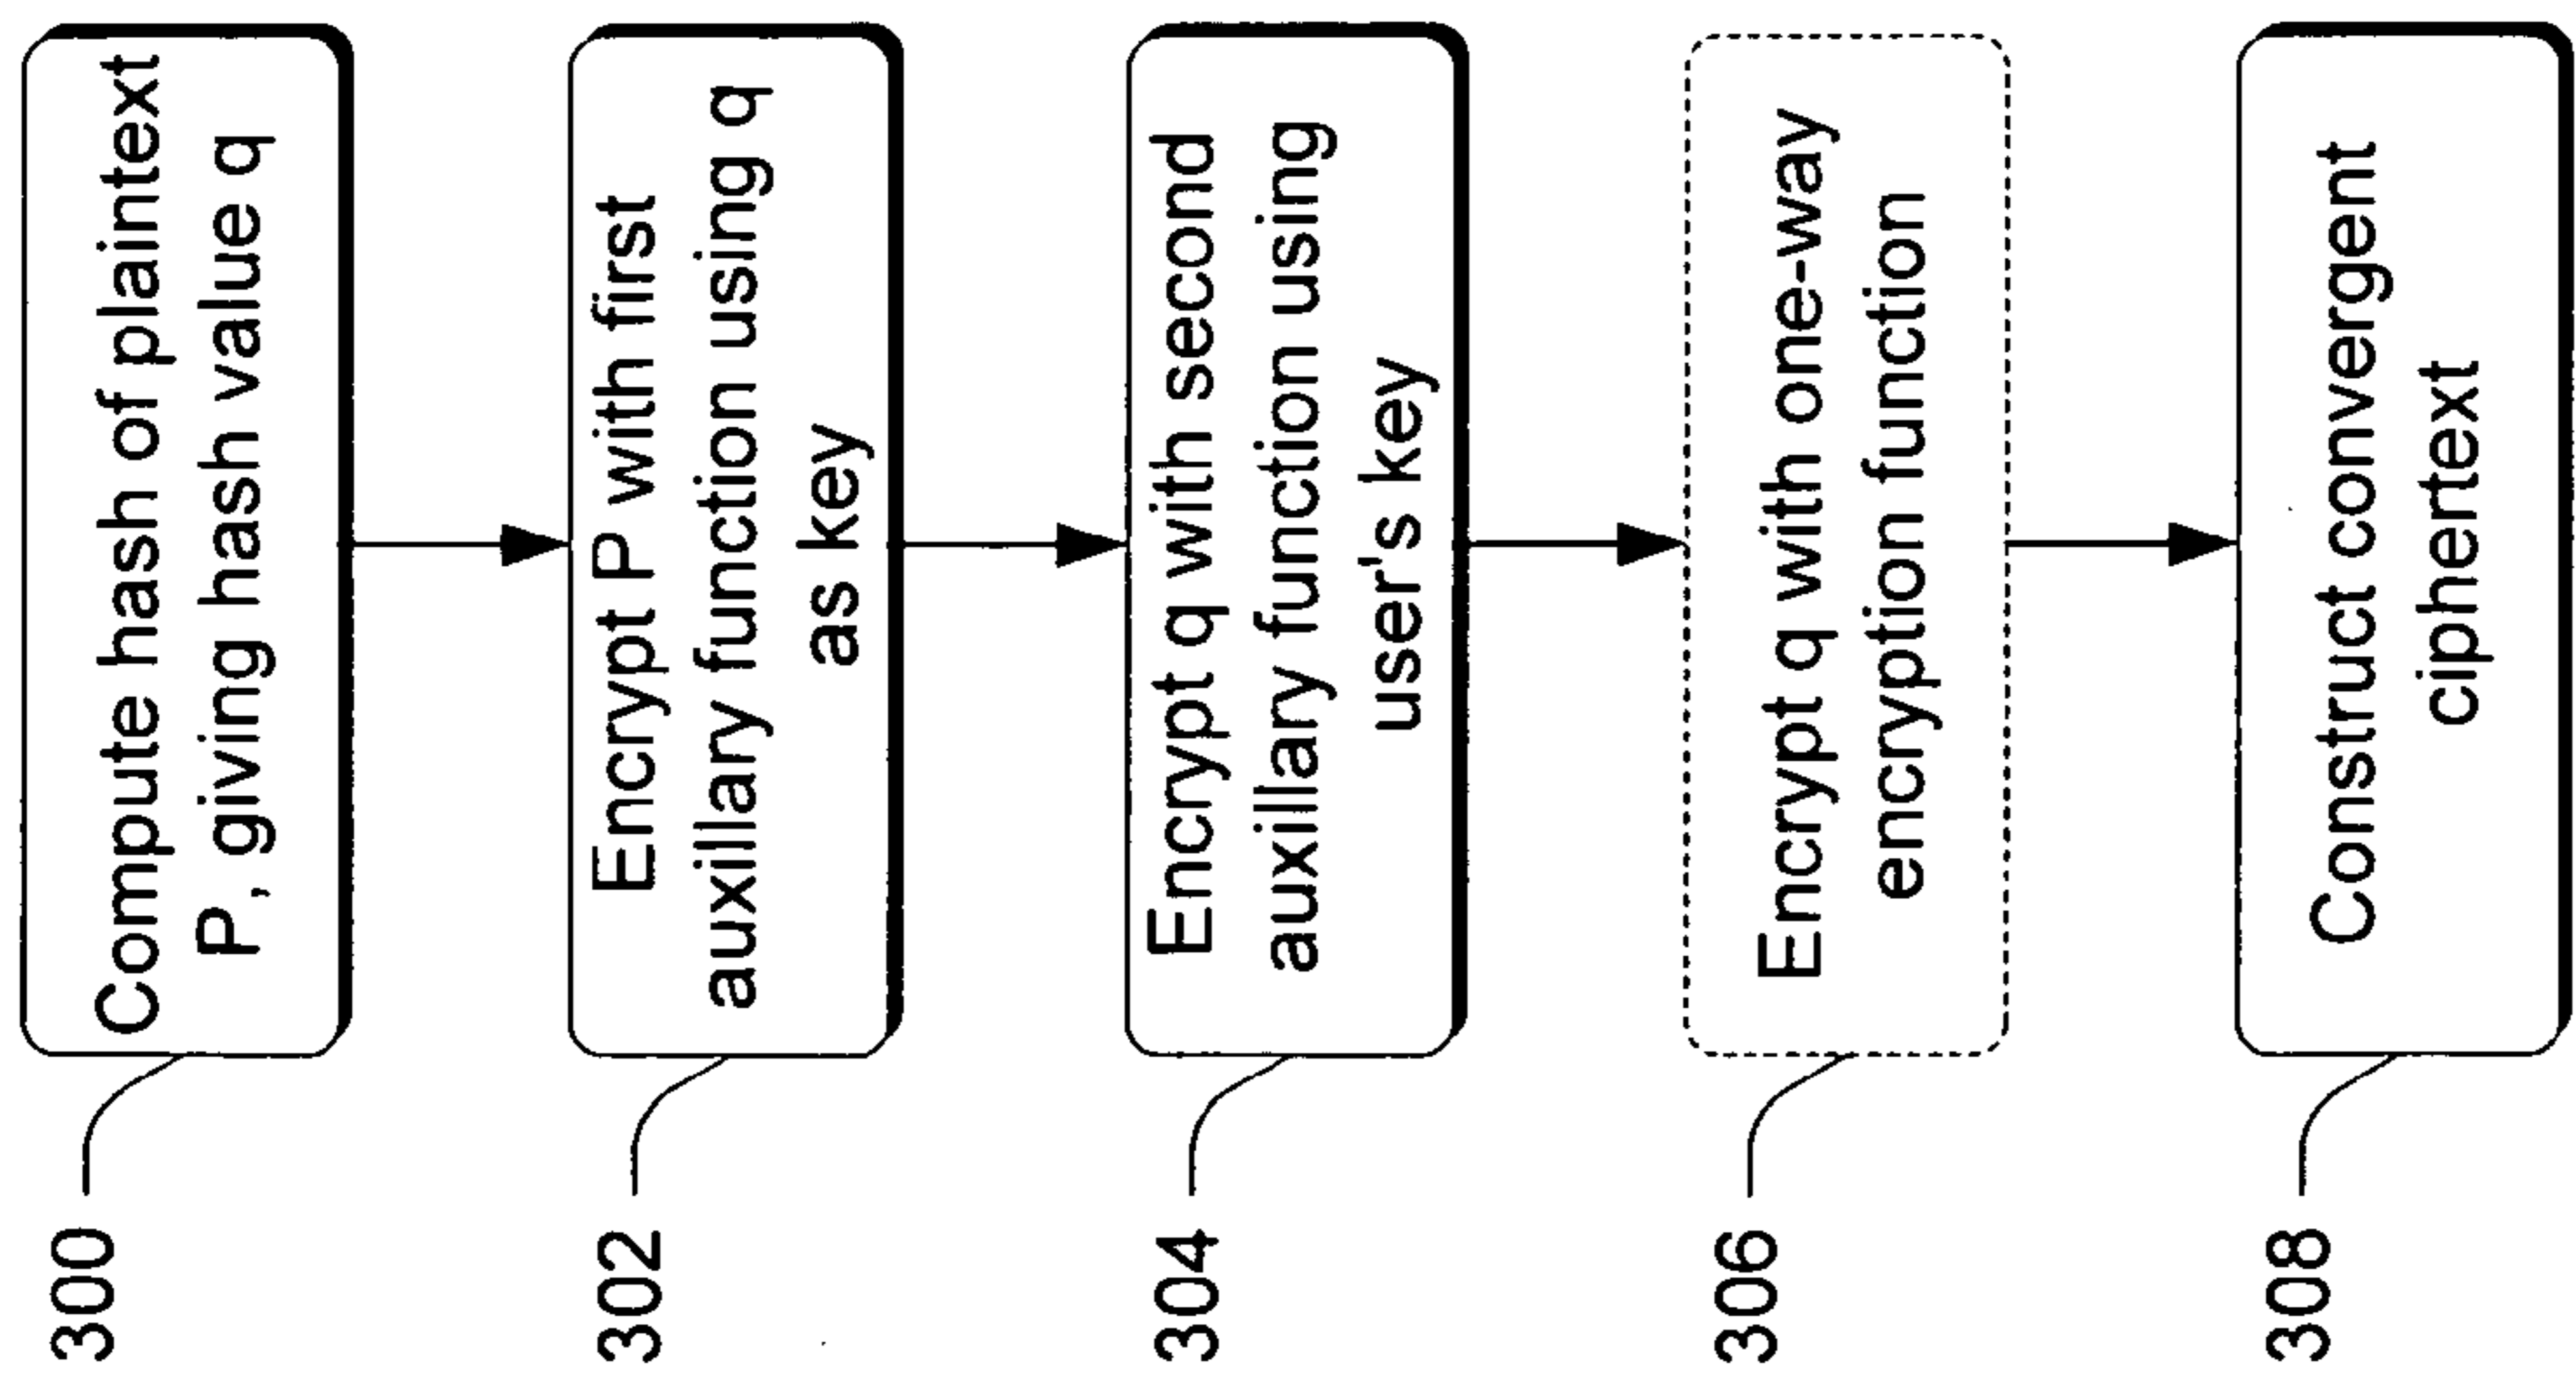 300
Compute hash of plaintext
P, giving hash value q
302
Encrypt P with first
auxillary function using q
as key
304
Encrypt q with second
auxillary function using
user's key
306
Encrypt q with one-way
encryption function
308
Construct convergent
ciphertext